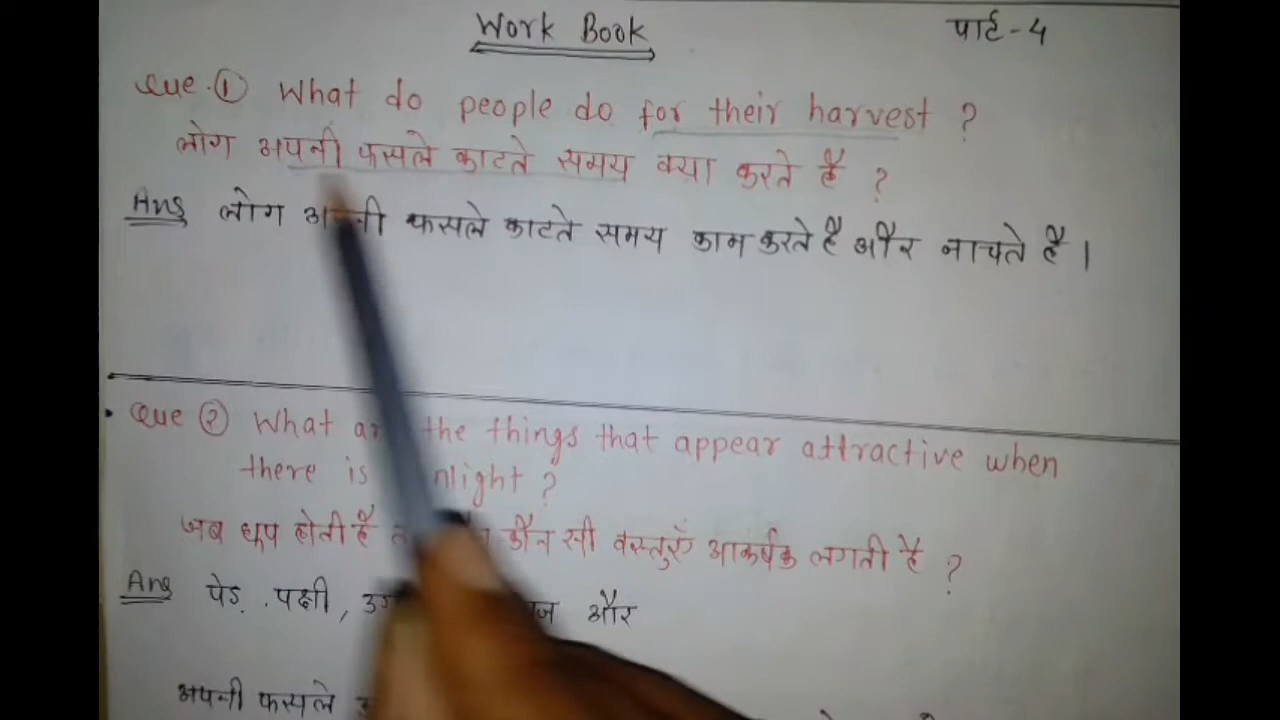 Work Book
पार्ट-4
Que.① What do people do for their harvest ?
लोग अपनी फसले काटते समय क्या करते है ?
Ans लोग फसले काटते समय काम करते है और नाचते है।
Que ② What the things that appear attractive when
there is ?
जब धूप होती है कौन सी वस्तुएँ आकर्षक लगती है ?
Ans पेड़, पक्षी, और
अपनी फसले